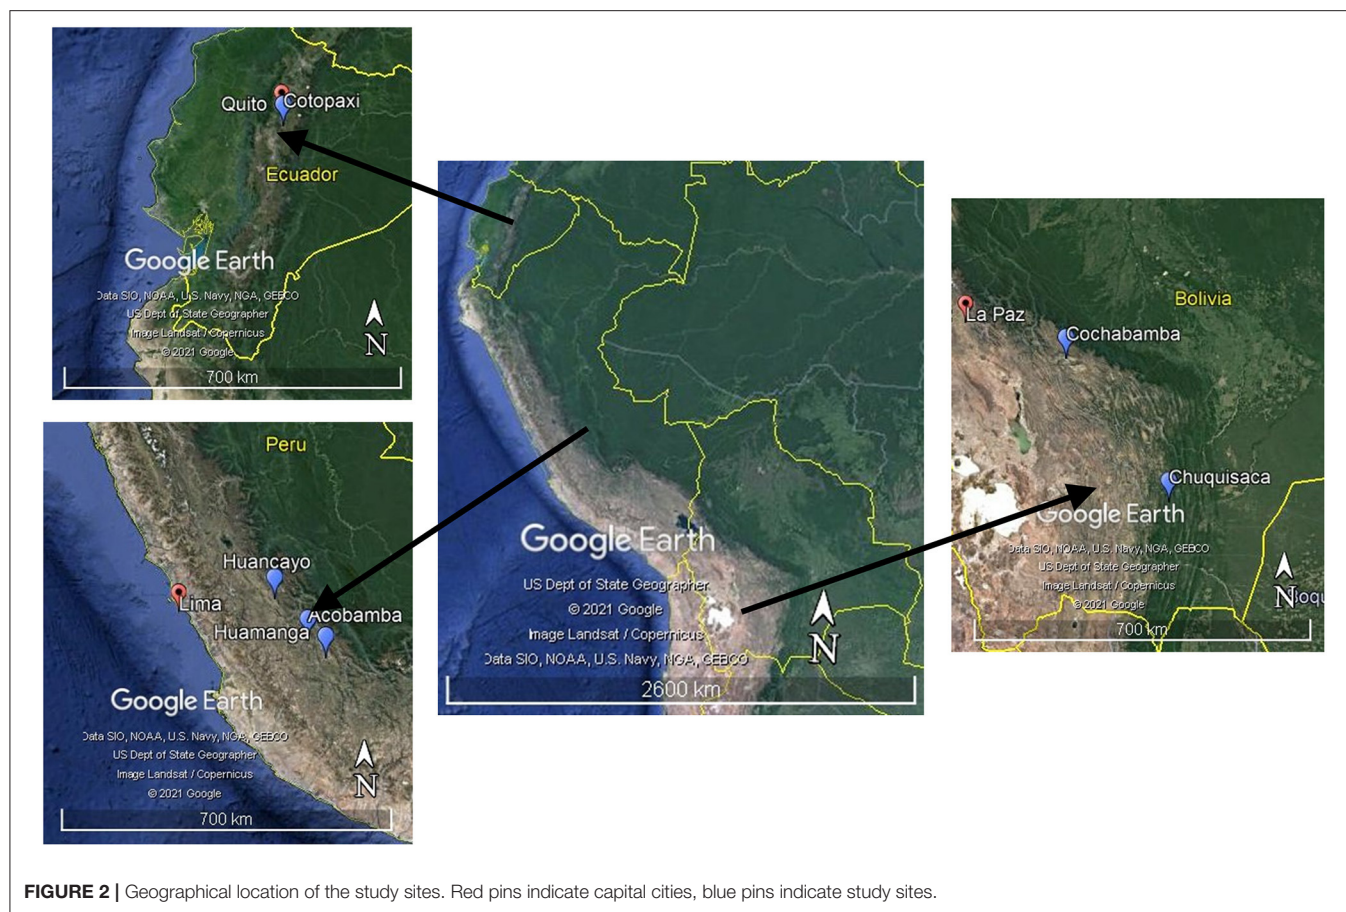 Quito
Cotopaxi
Ecuador
Google Earth
Data SIO, NOAA, U.S. Navy, NGA, GEBCO
US Dept of State Geographer
Image Landsat / Copernicus
© 2021 Google
N
700 km
Peru
Huancayo
Lima
Acobamba
Huamanga
Google Earth
Data SIO, NOAA, U.S. Navy, NGA, GEBCO
US Dept of State Geographer
Image Landsat / Copernicus
© 2021 Google
N
700 km
Google Earth
US Dept of State Geographer
© 2021 Google
Image Landsat / Copernicus
Data SIO, NOAA, U.S. Navy, NGA, GEBCO
N
2600 km
Bolivia
La Paz
Cochabamba
Chuquisaca
Google Earth
Data SIO, NOAA, U.S. Navy, NGA, GEBCO
US Dept of State Geographer
Image Landsat / Copernicus
© 2021 Google
N
700 km
FIGURE 2 | Geographical location of the study sites. Red pins indicate capital cities, blue pins indicate study sites.